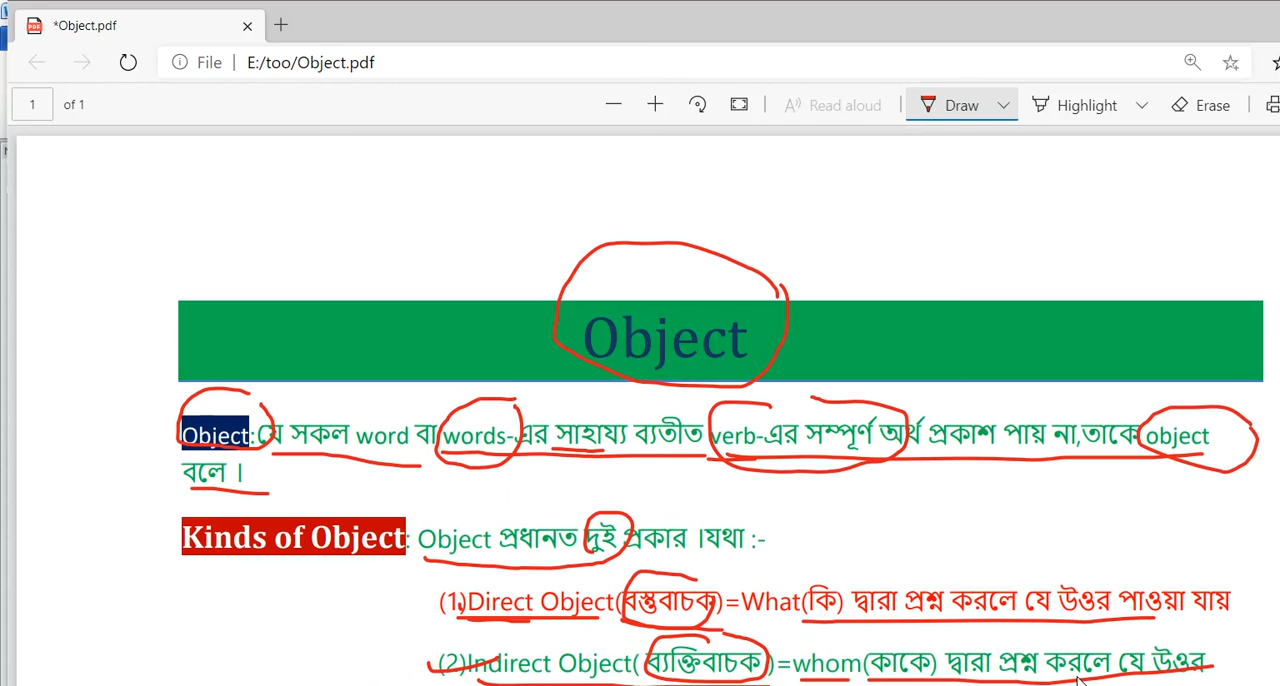 *Object.pdf
File E:/too/Object.pdf
1 of 1 Read aloud Draw Highlight Erase
Object
Object:যে সকল word বা words-এর সাহায্য ব্যতীত verb-এর সম্পূর্ণ অর্থ প্রকাশ পায় না,তাকে object
বলে ।
Kinds of Object: Object প্রধানত দুই প্রকার ।যথা :-
(1)Direct Object(বস্তুবাচক)=What(কি) দ্বারা প্রশ্ন করলে যে উওর পাওয়া যায়
(2)Indirect Object( ব্যক্তিবাচক )=whom(কাকে) দ্বারা প্রশ্ন করলে যে উওর